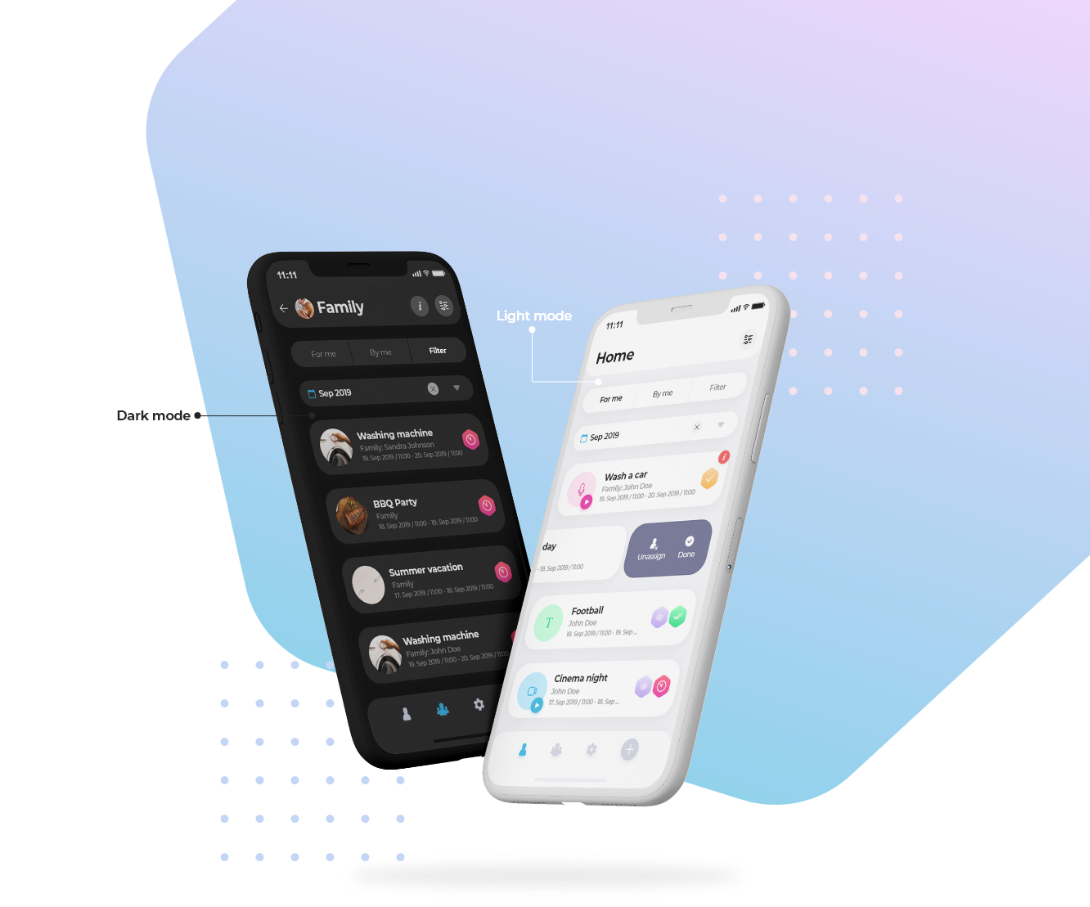 11:11
Family
For me
By me
Filter
Sep 2019
Dark mode
Washing machine
Family: Sandra Johnson
19. Sep 2019 / 11:00 - 20. Sep 2019 / 11:00
BBQ Party
Family
18. Sep 2019 / 11:00 - 19. Sep 2019 / 11:00
Summer vacation
Family
17. Sep 2019 / 11:00 - 18. Sep 2019 / 11:00
Washing machine
Family: John Doe
19. Sep 2019 / 11:00 - 20. Sep 2019 / 11:00
Light mode
11:11
Home
For me
By me
Filter
Sep 2019
Wash a car
Family: John Doe
19. Sep 2019 / 11:00 - 20. Sep 2019 / 11:00
day
- 19. Sep 2019 / 11:00
Unassign
Done
T
Football
John Doe
18. Sep 2019 / 11:00 - 19. Sep ...
Cinema night
John Doe
17. Sep 2019 / 11:00 - 18. Sep ...